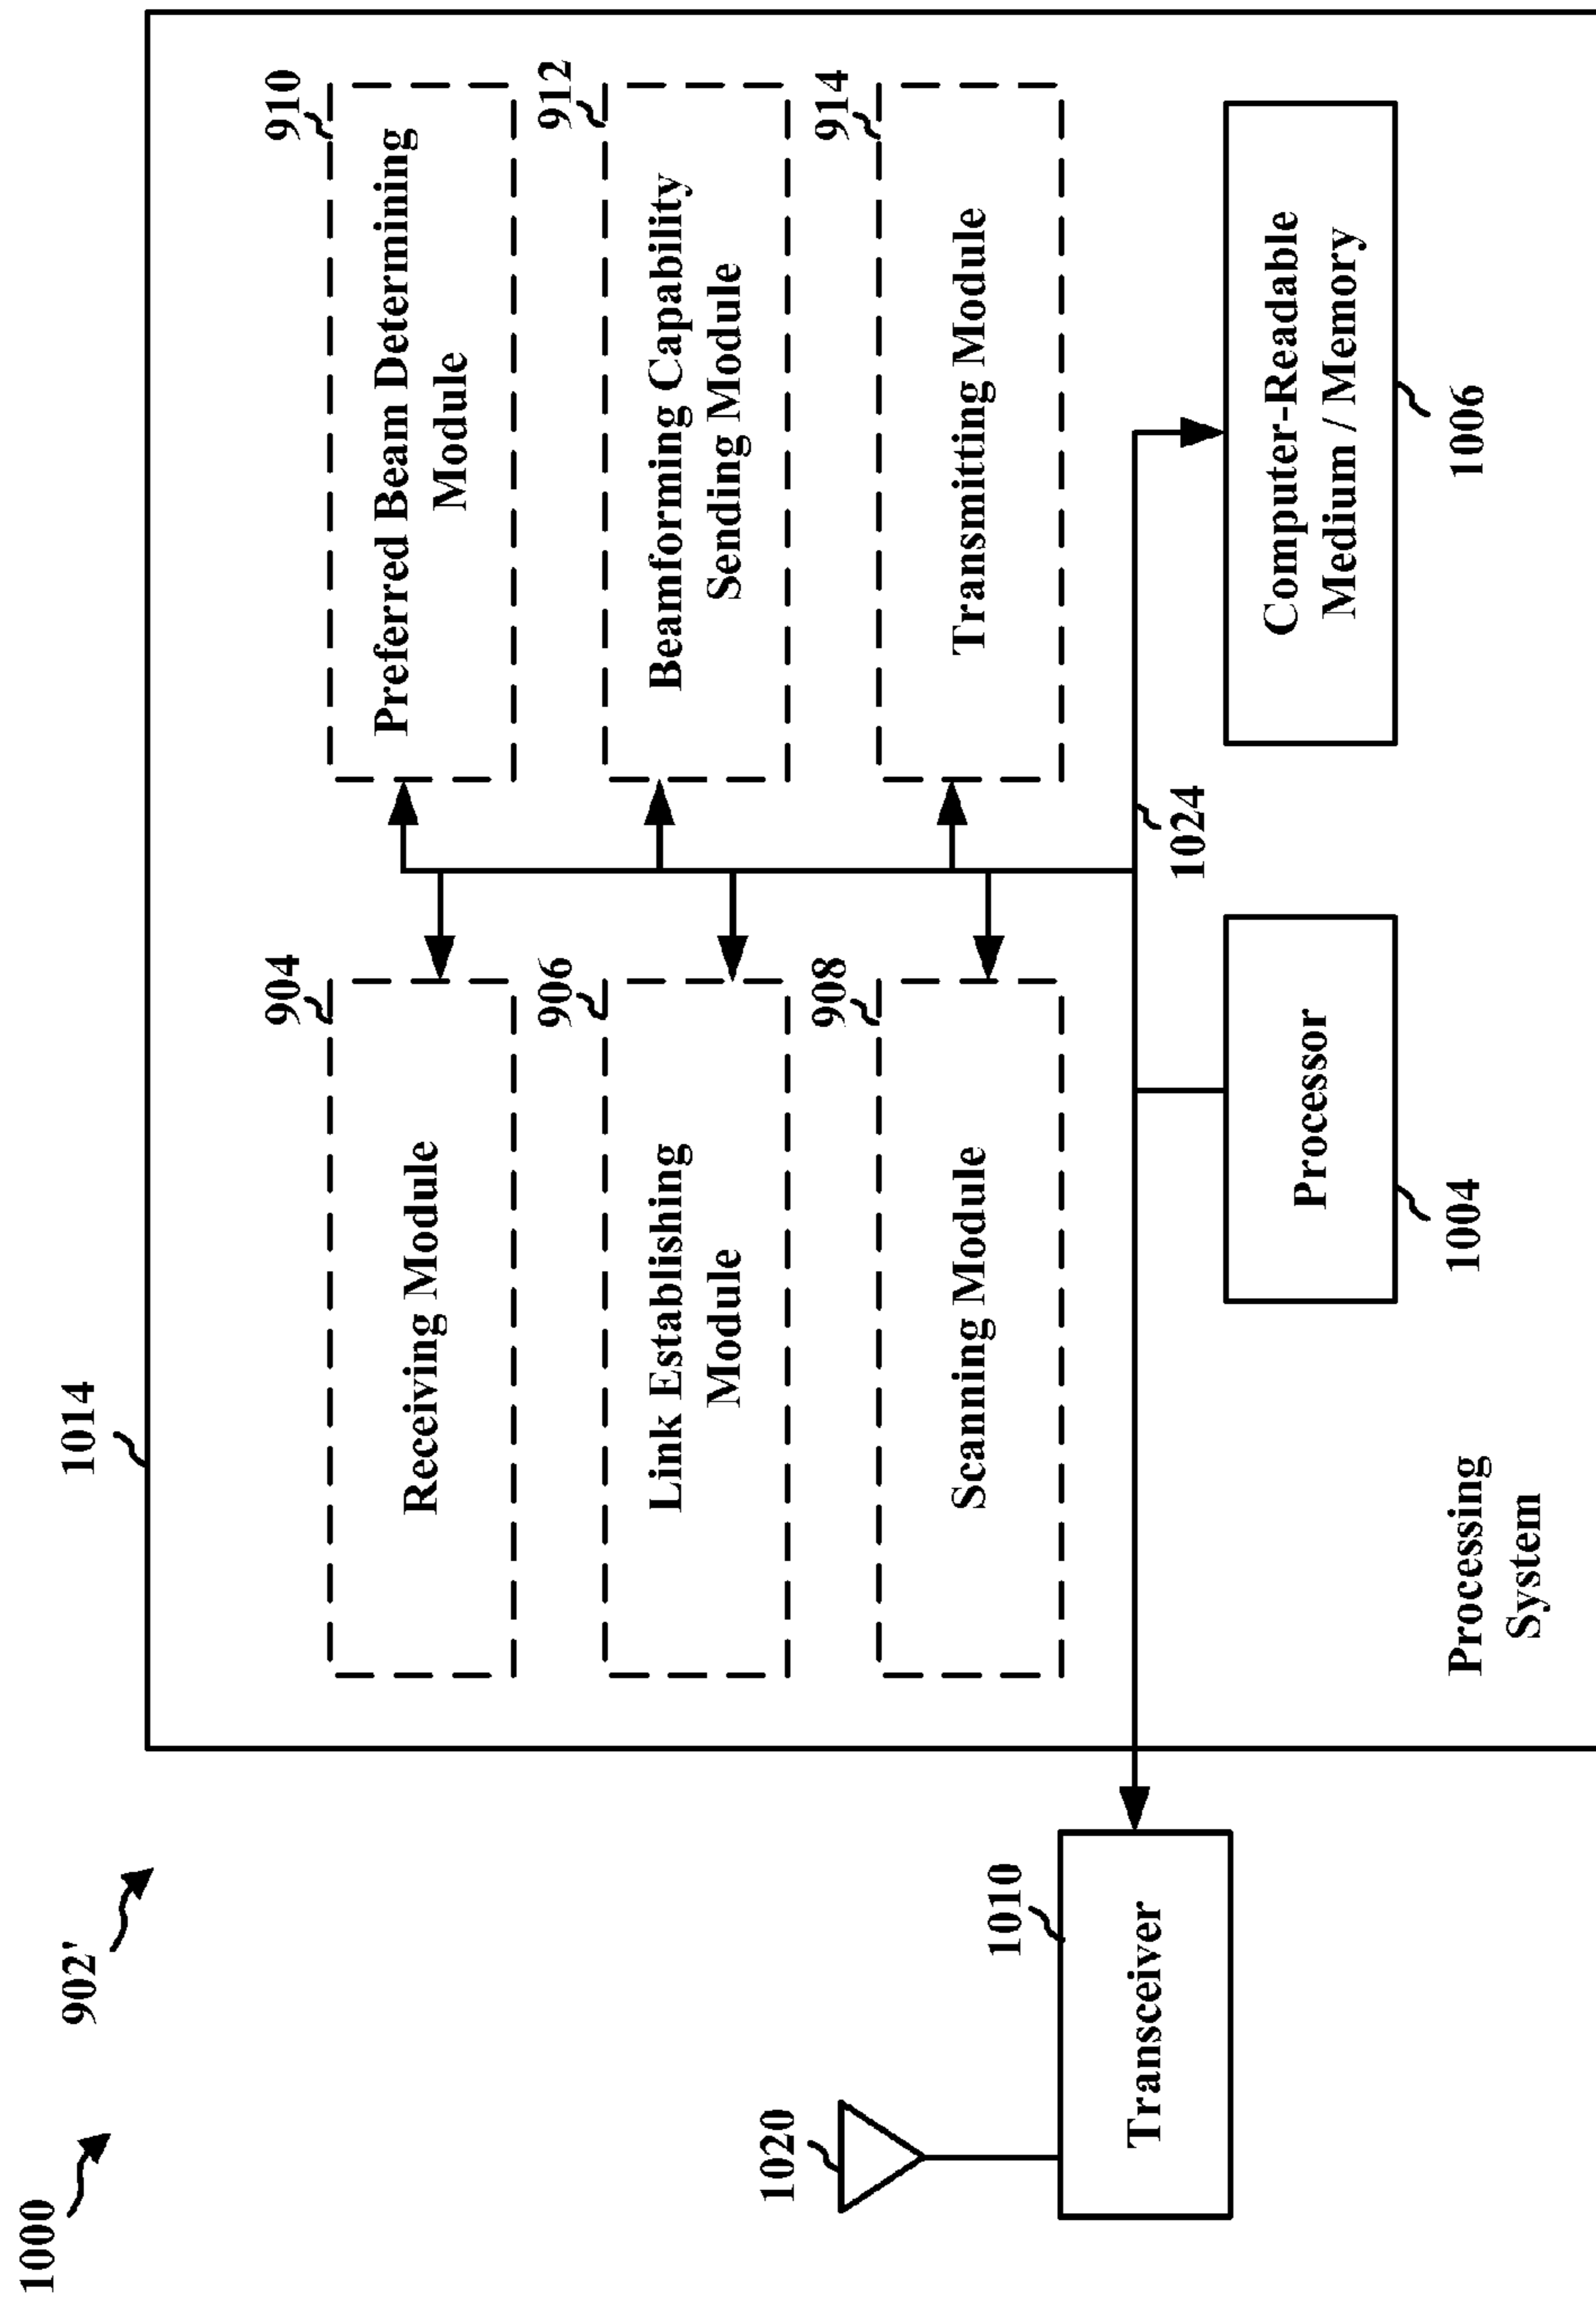 1000
902'
1014
904
Receiving Module
910
Preferred Beam Determining
Module
906
Link Establishing
Module
912
Beamforming Capability
Sending Module
908
Scanning Module
914
Transmitting Module
1020
1010
Transceiver
1024
Processor
1004
Computer-Readable
Medium / Memory
1006
Processing
System